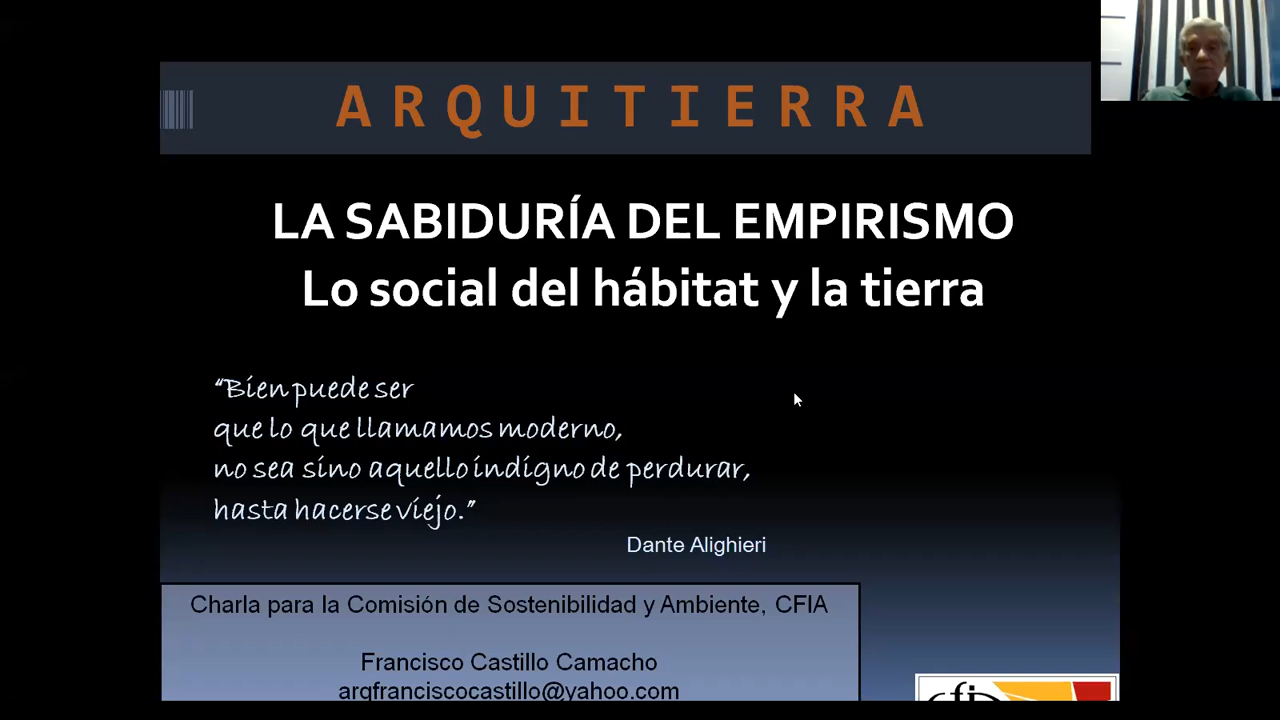 ARQUITIERRA
LA SABIDURÍA DEL EMPIRISMO
Lo social del hábitat y la tierra
“Bien puede ser
que lo que llamamos moderno,
no sea sino aquello indigno de perdurar,
hasta hacerse viejo.”
Dante Alighieri
Charla para la Comisión de Sostenibilidad y Ambiente, CFIA
Francisco Castillo Camacho
arqfranciscocastillo@yahoo.com